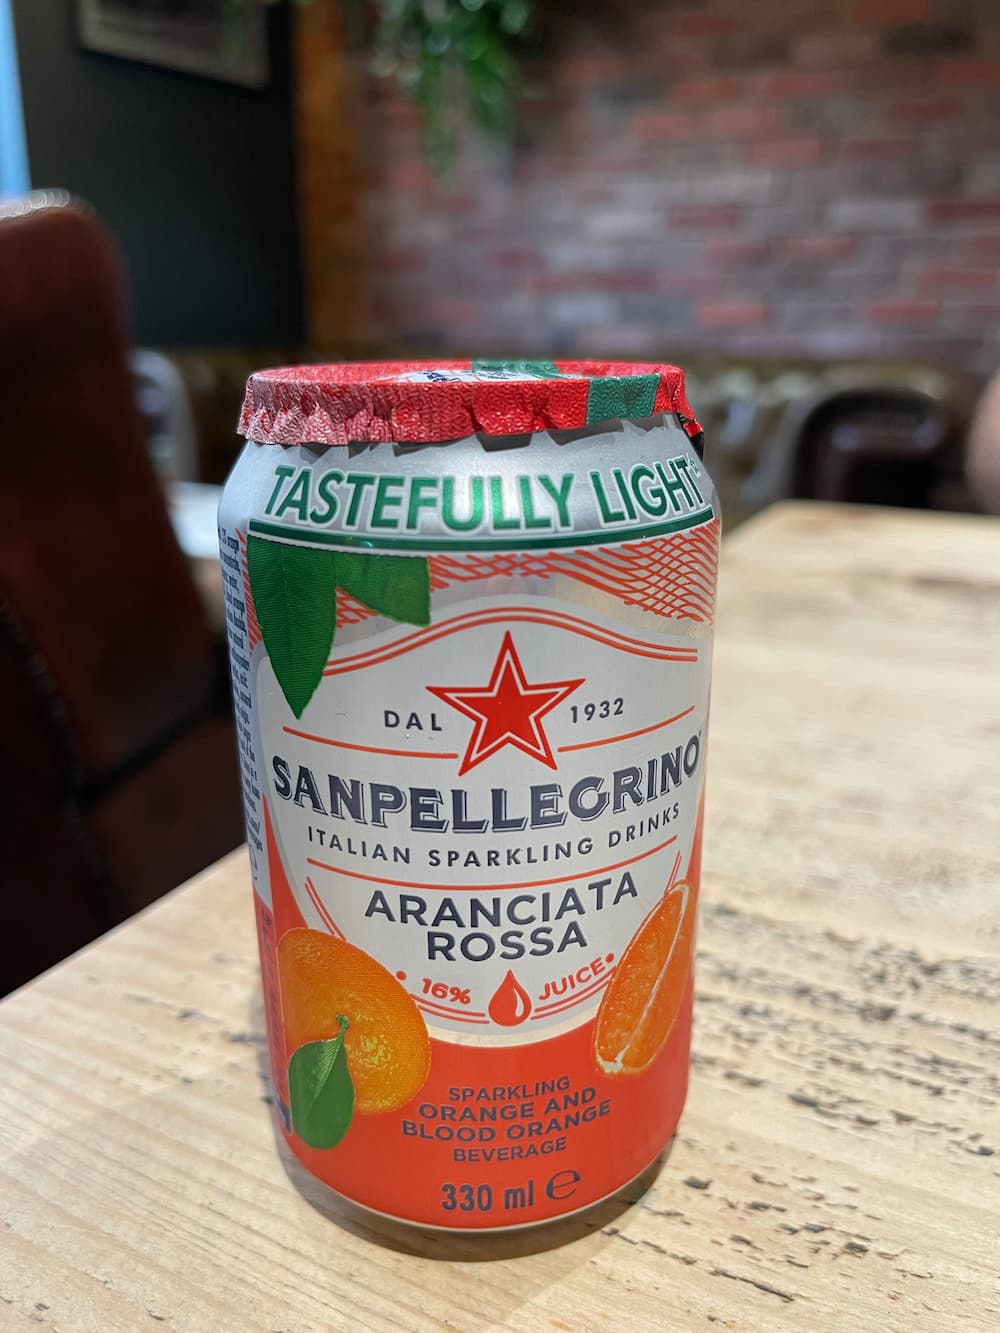 TASTEFULLY LIGHT
DAL 1932
SANPELLEGRINO
ITALIAN SPARKLING DRINKS
ARANCIATA
ROSSA
16% JUICE
SPARKLING
ORANGE AND
BLOOD ORANGE
BEVERAGE
330 ml ℮